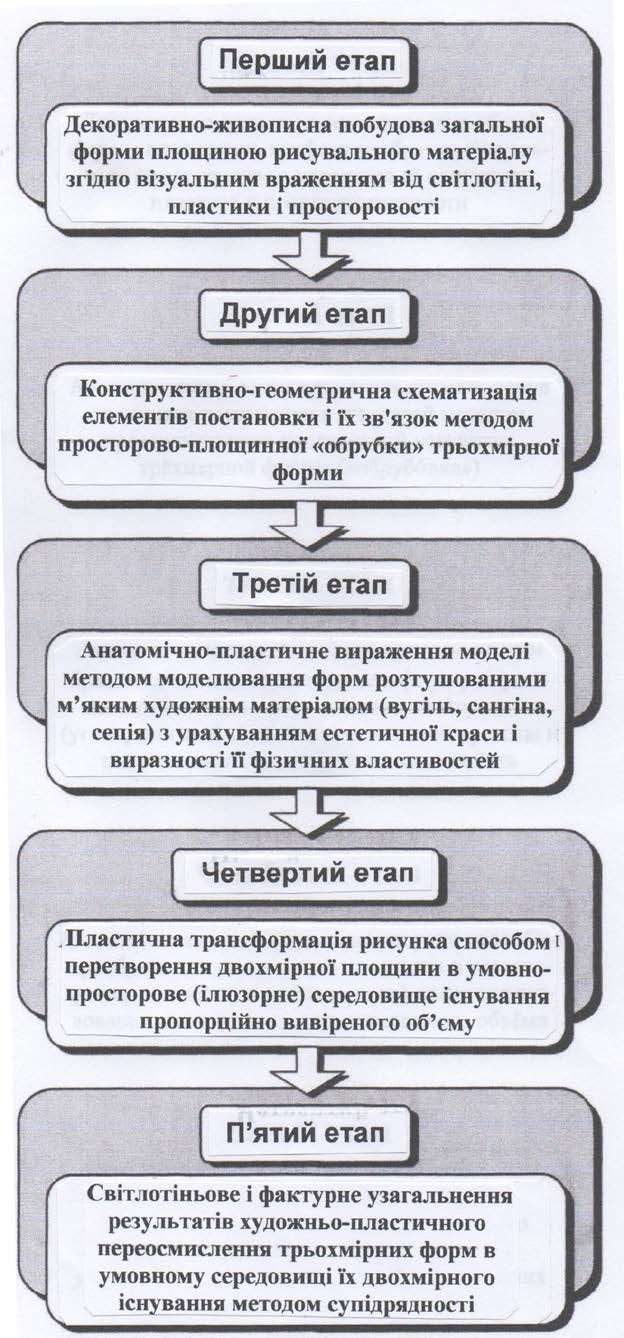 Перший етап
Декоративно-живописна побудова загальної
форми площиною рисувального матеріалу
згідно візуальним враженням від світлотіні,
пластики і просторовості
Другий етап
Конструктивно-геометрична схематизація
елементів постановки і їх зв'язок методом
просторово-площинної «обрубки» трьохмірної
форми
Третій етап
Анатомічно-пластичне вираження моделі
методом моделювання форм розтушованими
м’яким художнім матеріалом (вугіль, сангіна,
сепія) з урахуванням естетичної краси і
виразності її фізичних властивостей
Четвертий етап
Пластична трансформація рисунка способом
перетворення двохмірної площини в умовно-
просторове (ілюзорне) середовище існування
пропорційно вивіреного об’єму
П’ятий етап
Світлотіньове і фактурне узагальнення
результатів художньо-пластичного
переосмислення трьохмірних форм в
умовному середовищі їх двохмірного
існування методом супідрядності